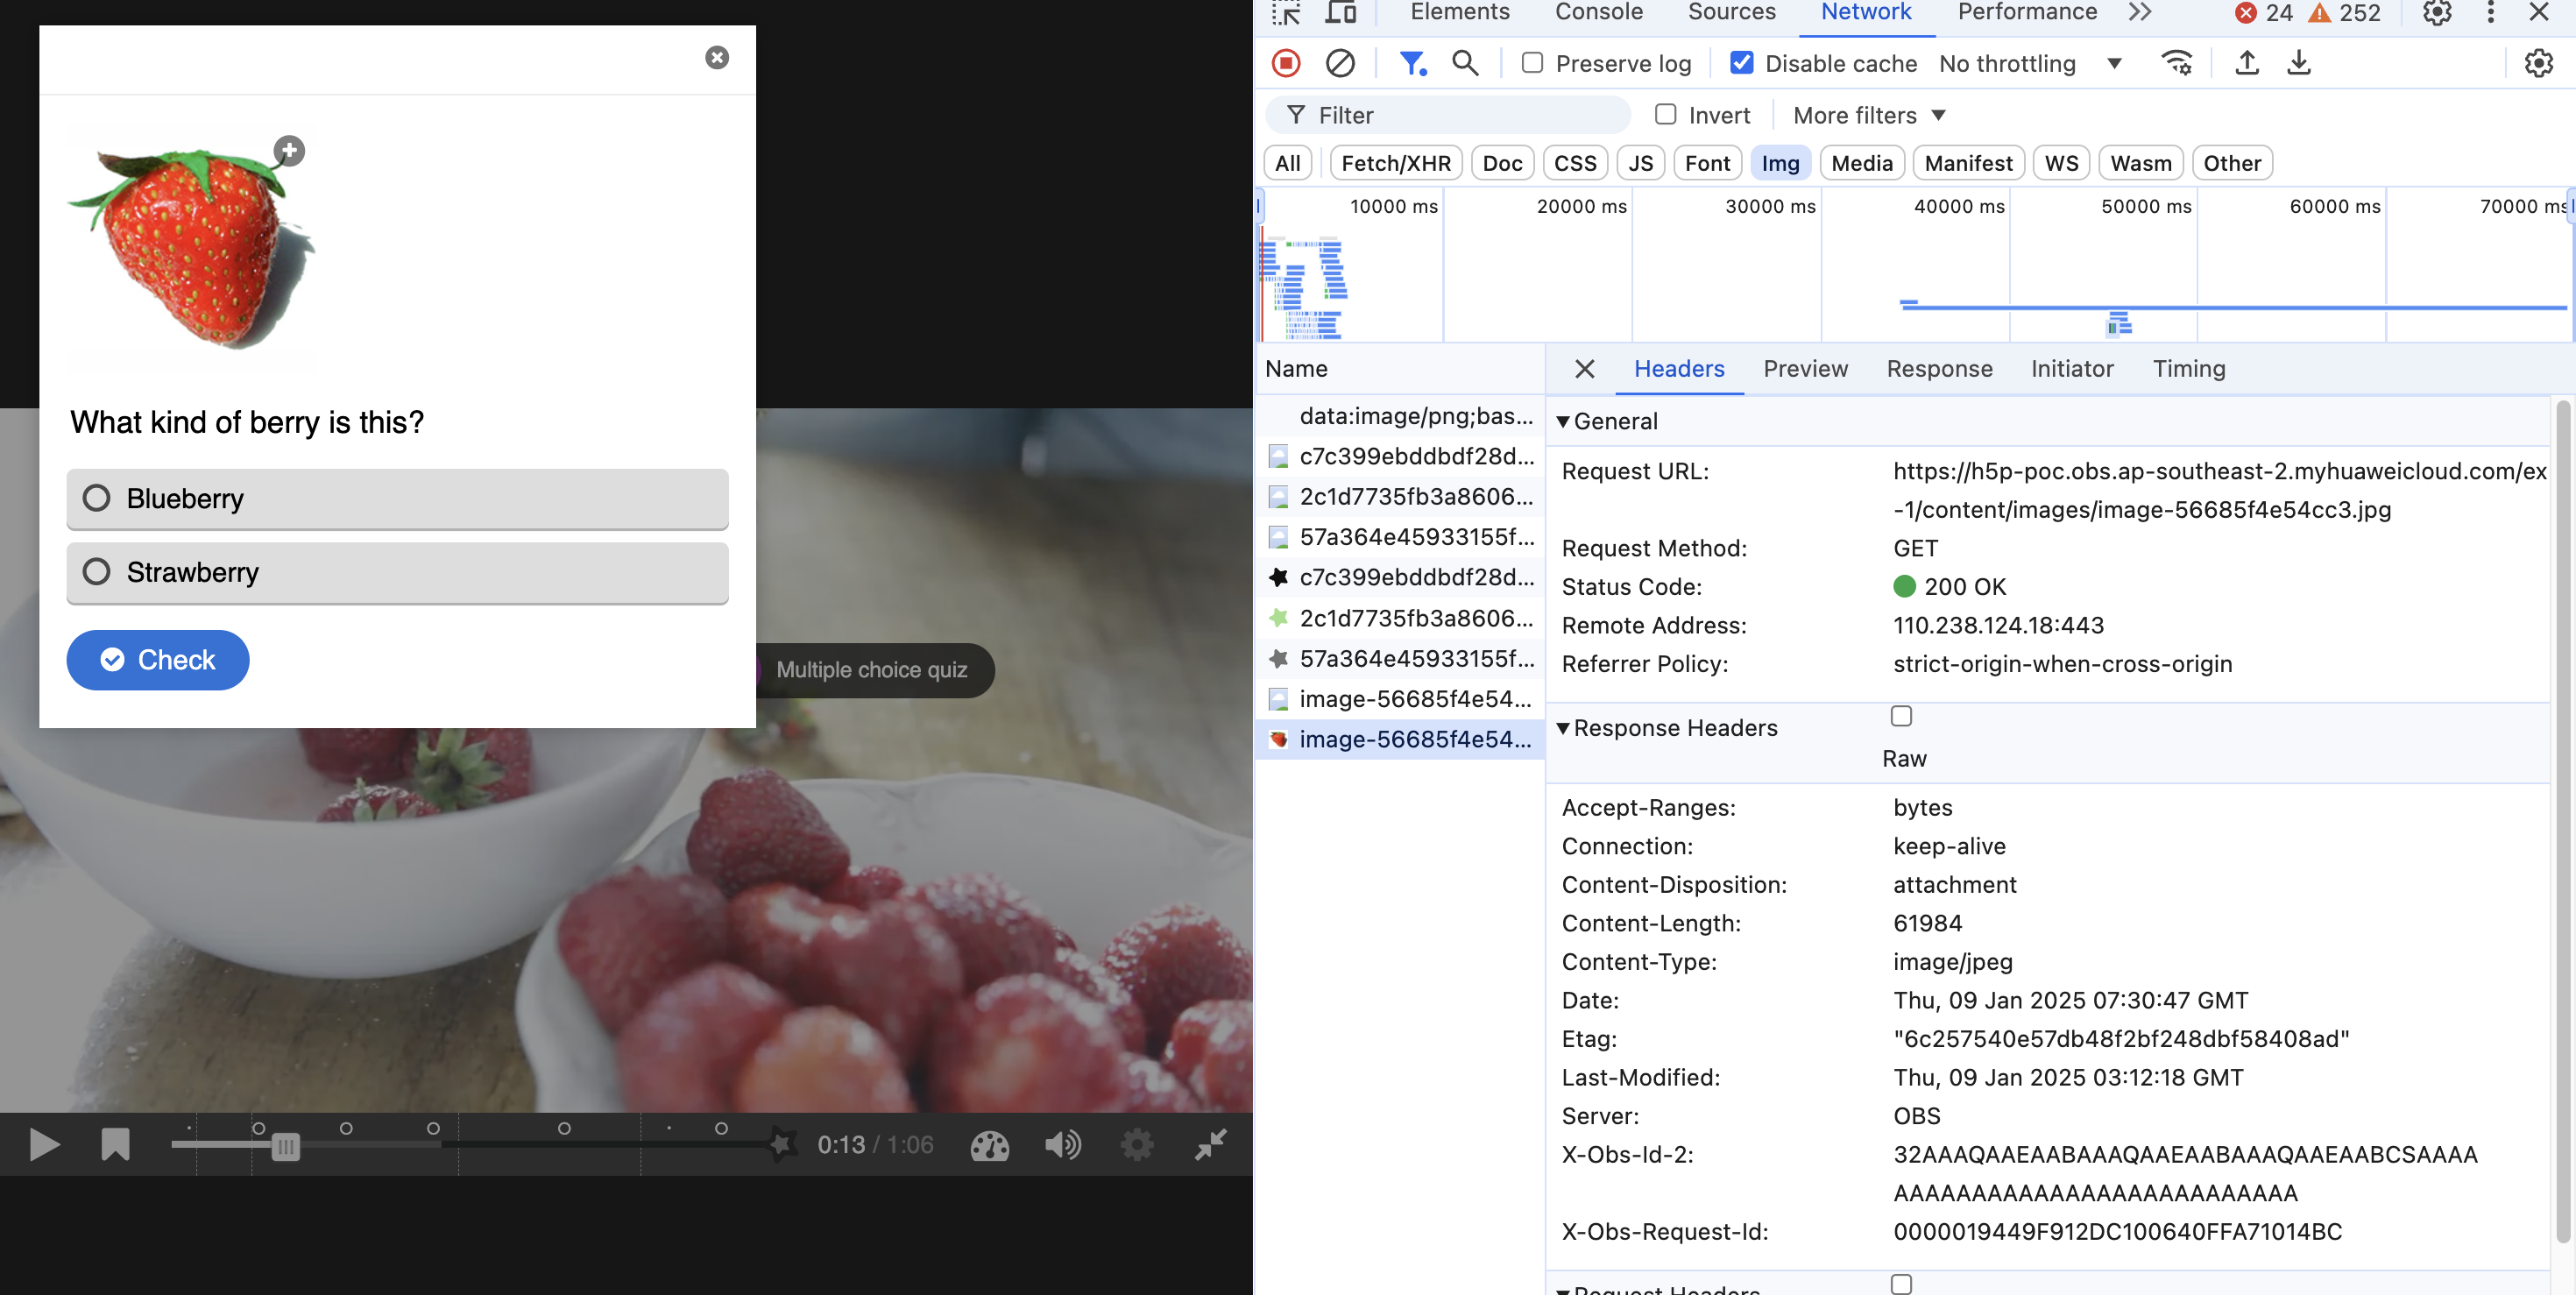 What kind of berry is this?
Blueberry
Strawberry
Check
Multiple choice quiz
0:13 / 1:06
Elements Console Sources Network Performance 24 252
Preserve log Disable cache No throttling
Filter Invert More filters
All Fetch/XHR Doc CSS JS Font Img Media Manifest WS Wasm Other
10000 ms 20000 ms 30000 ms 40000 ms 50000 ms 60000 ms 70000 ms
Name
data:image/png;bas...
c7c399ebddbdf28d...
2c1d7735fb3a8606...
57a364e45933155f...
c7c399ebddbdf28d...
2c1d7735fb3a8606...
57a364e45933155f...
image-56685f4e54...
image-56685f4e54...
Headers Preview Response Initiator Timing
General
Request URL: https://h5p-poc.obs.ap-southeast-2.myhuaweicloud.com/ex
-1/content/images/image-56685f4e54cc3.jpg
Request Method: GET
Status Code: 200 OK
Remote Address: 110.238.124.18:443
Referrer Policy: strict-origin-when-cross-origin
Response Headers
Raw
Accept-Ranges: bytes
Connection: keep-alive
Content-Disposition: attachment
Content-Length: 61984
Content-Type: image/jpeg
Date: Thu, 09 Jan 2025 07:30:47 GMT
Etag: "6c257540e57db48f2bf248dbf58408ad"
Last-Modified: Thu, 09 Jan 2025 03:12:18 GMT
Server: OBS
X-Obs-Id-2: 32AAAQAAEAABAAAQAAEAABAAAQAAEAABCSAAAA
AAAAAAAAAAAAAAAAAAAAAAAAAA
X-Obs-Request-Id: 0000019449F912DC100640FFA71014BC
Request Headers